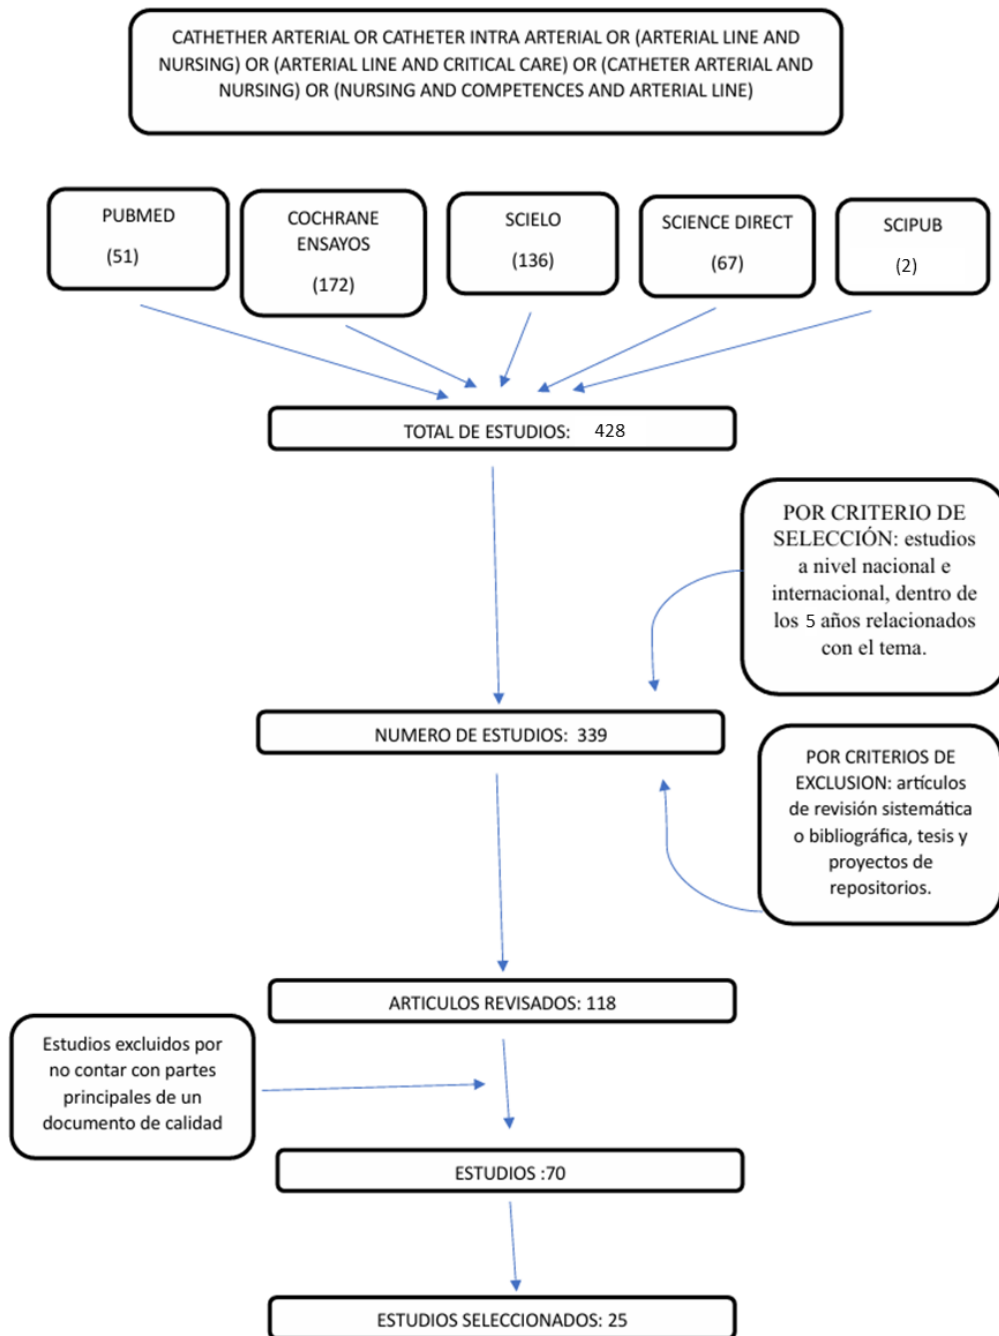 CATHETHER ARTERIAL OR CATHETER INTRA ARTERIAL OR (ARTERIAL LINE AND
NURSING) OR (ARTERIAL LINE AND CRITICAL CARE) OR (CATHETER ARTERIAL AND
NURSING) OR (NURSING AND COMPETENCES AND ARTERIAL LINE)
PUBMED
(51)
COCHRANE
ENSAYOS
(172)
SCIELO
(136)
SCIENCE DIRECT
(67)
SCIPUB
(2)
TOTAL DE ESTUDIOS: 428
POR CRITERIO DE
SELECCIÓN: estudios
a nivel nacional e
internacional, dentro de
los 5 años relacionados
con el tema.
NUMERO DE ESTUDIOS: 339
POR CRITERIOS DE
EXCLUSION: artículos
de revisión sistemática
o bibliográfica, tesis y
proyectos de
repositorios.
ARTICULOS REVISADOS: 118
Estudios excluidos por
no contar con partes
principales de un
documento de calidad
ESTUDIOS :70
ESTUDIOS SELECCIONADOS: 25